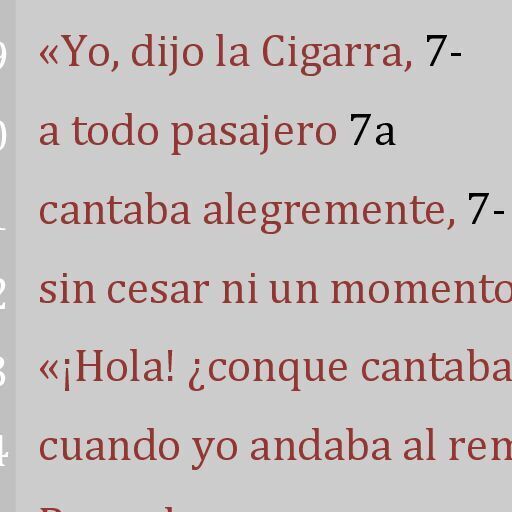 «Yo, dijo la Cigarra, 7-
a todo pasajero 7a
cantaba alegremente, 7-
sin cesar ni un momento
«¡Hola! ¿conque cantaba
cuando yo andaba al rem